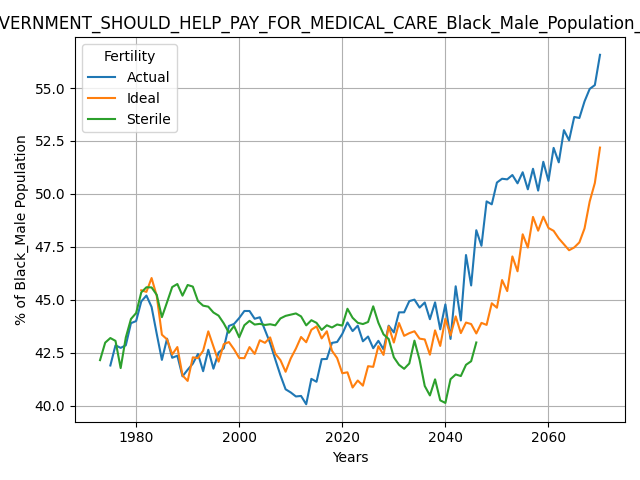 VERNMENT_SHOULD_HELP_PAY_FOR_MEDICAL_CARE_Black_Male_Population_
Fertility
Actual
Ideal
Sterile
55.0
52.5
50.0
47.5
45.0
42.5
40.0
% of Black_Male Population
1980 2000 2020 2040 2060
Years